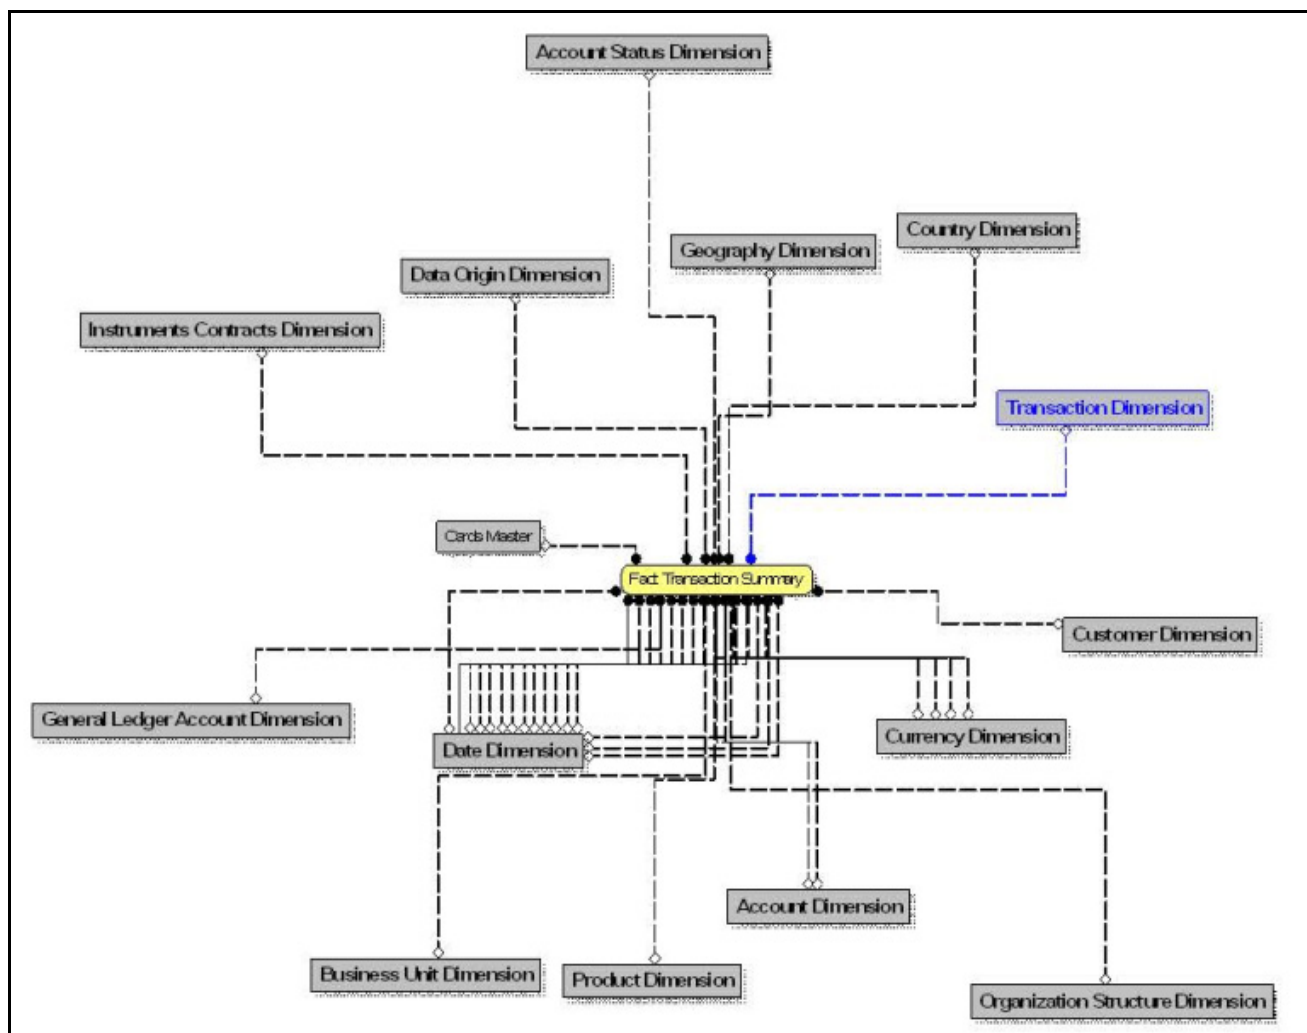 Account Status Dimension
Country Dimension
Geography Dimension
Data Origin Dimension
Instruments Contracts Dimension
Transaction Dimension
Cards Master
Fact Transaction Summary
Customer Dimension
General Ledger Account Dimension
Currency Dimension
Date Dimension
Account Dimension
Business Unit Dimension
Product Dimension
Organization Structure Dimension